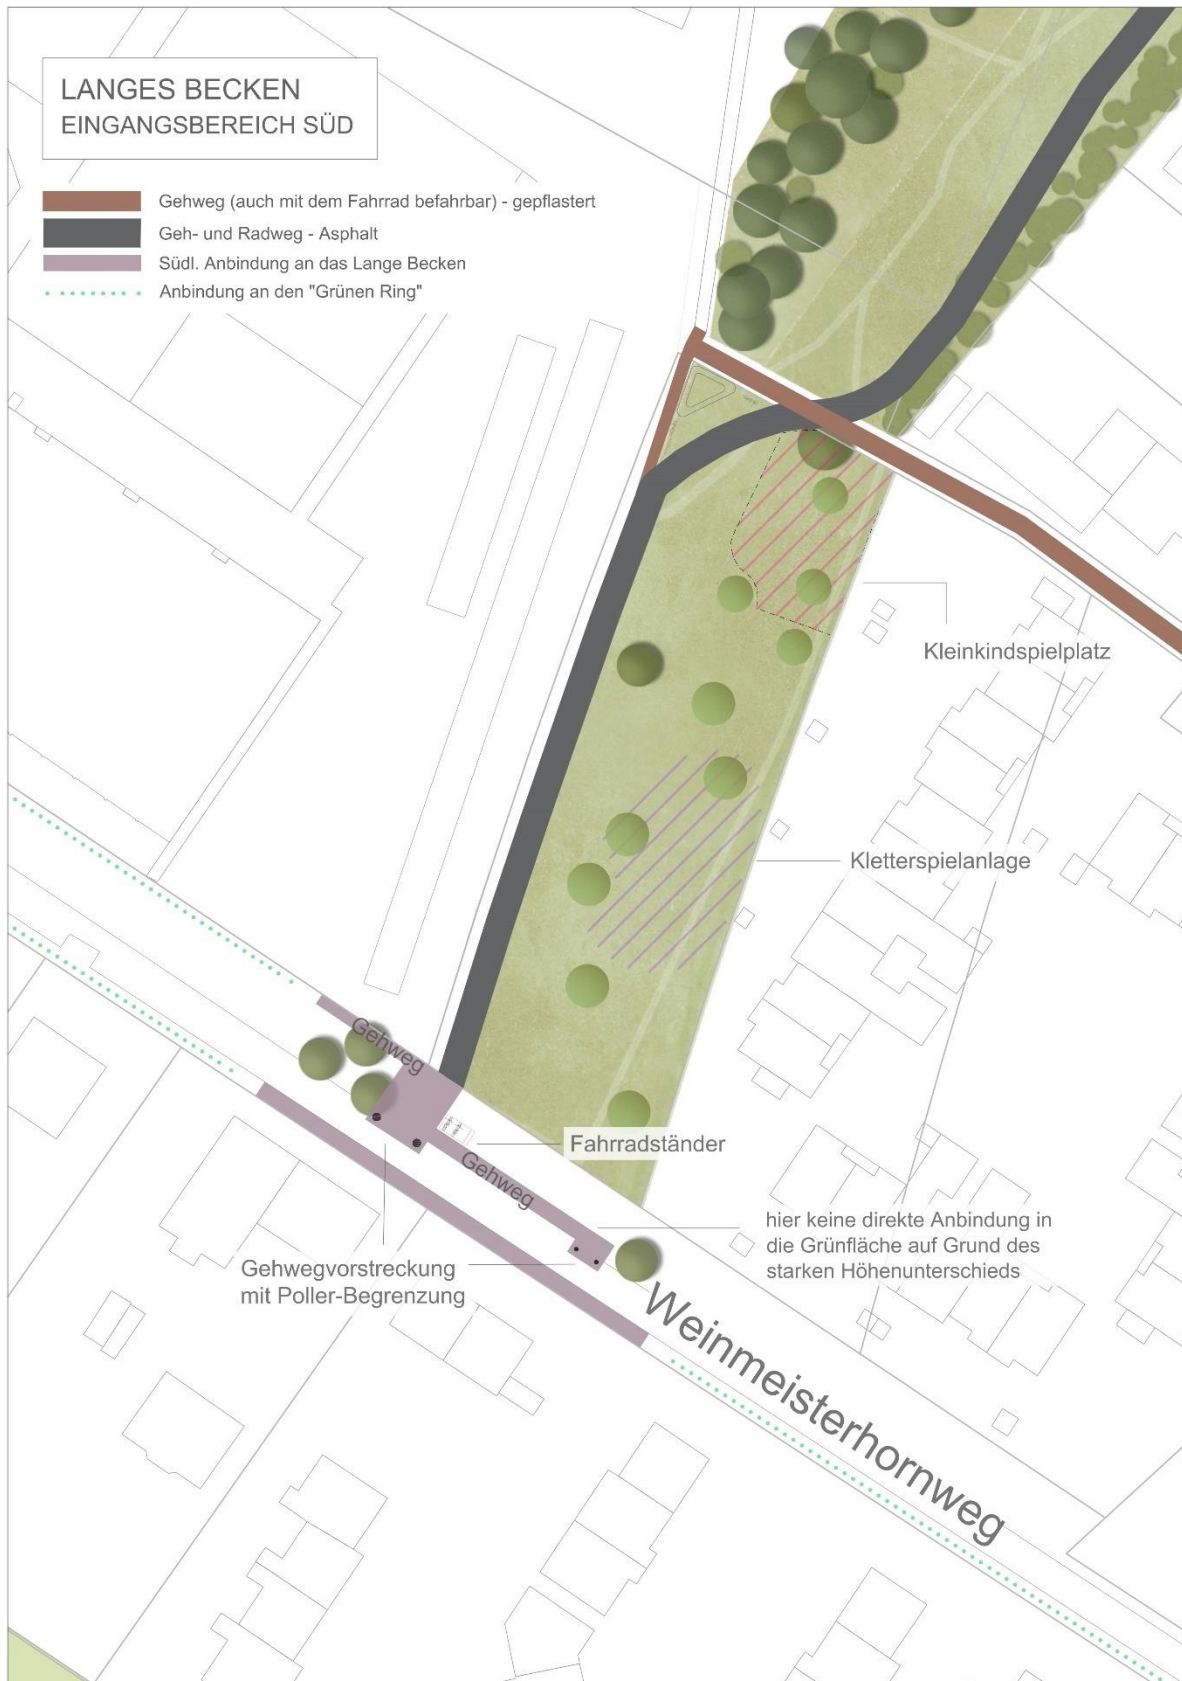 LANGES BECKEN
EINGANGSBEREICH SÜD
Gehweg (auch mit dem Fahrrad befahrbar) - gepflastert
Geh- und Radweg - Asphalt
Südl. Anbindung an das Lange Becken
Anbindung an den "Grünen Ring"
Kleinkindspielplatz
Kletterspielanlage
Gehweg
Fahrradständer
Gehweg
hier keine direkte Anbindung in
die Grünfläche auf Grund des
starken Höhenunterschieds
Gehwegvorstreckung
mit Poller-Begrenzung
Weinmeisterhornweg